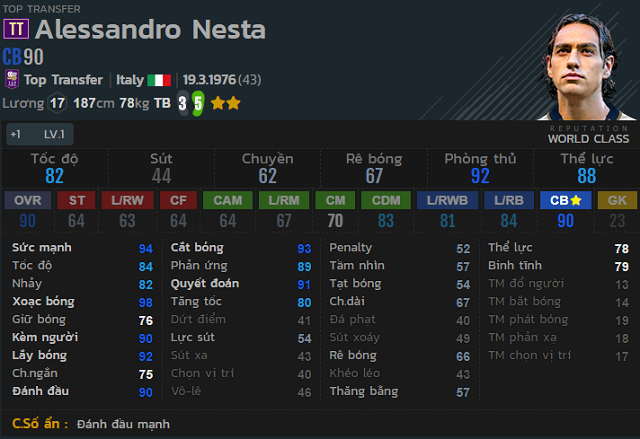 TOP TRANSFER
TT Alessandro Nesta
CB90
Top Transfer Italy 19.3.1976(43)
Lương 17 187cm 78kg TB 3 5
+1 LV.1
REPUTATION
WORLD CLASS
Tốc độ Sút Chuyền Rê bóng Phòng thủ Thể lực
82 44 62 67 92 88
OVR ST L/RW CF CAM L/RM CM CDM L/RWB L/RB CB GK
90 64 63 64 64 67 70 83 81 84 90 23
Sức mạnh 94 Cắt bóng 93 Penalty 52 Thể lực 78
Tốc độ 84 Phản ứng 89 Tầm nhìn 57 Bình tĩnh 79
Nhảy 82 Quyết đoán 91 Tạt bóng 54 TM đổ người 13
Xoạc bóng 98 Tăng tốc 80 Ch.dài 67 TM bắt bóng 14
Giữ bóng 76 Dứt điểm 41 Đá phạt 40 TM phát bóng 19
Kèm người 90 Lực sút 54 Sút xoáy 49 TM phản xạ 18
Lấy bóng 92 Sút xa 43 Rê bóng 66 TM chọn vị trí 17
Ch.ngắn 75 Chọn vị trí 40 Khéo léo 43
Đánh đầu 90 Vô-lê 46 Thăng bằng 57
C.Số ẩn : Đánh đầu mạnh